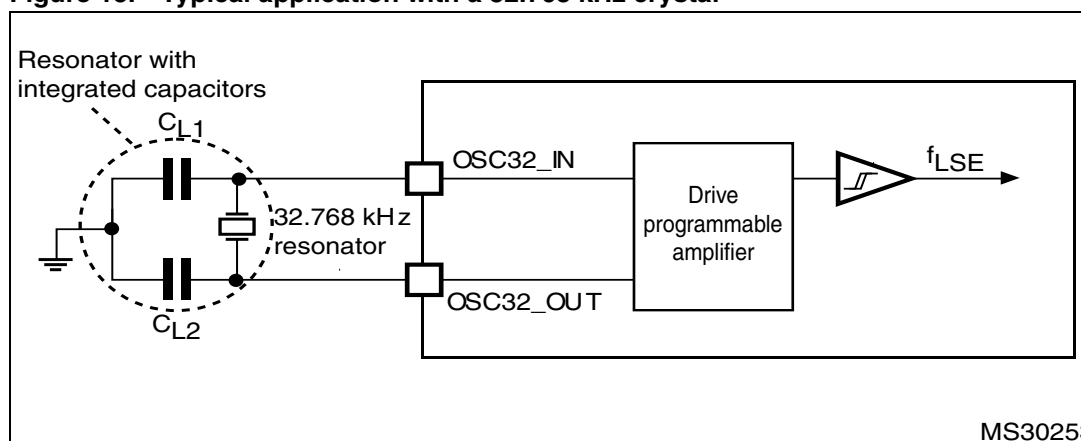 Resonator with
integrated capacitors
CL1
OSC32_IN
fLSE
32.768 kHz
resonator
Drive
programmable
amplifier
OSC32_OUT
CL2